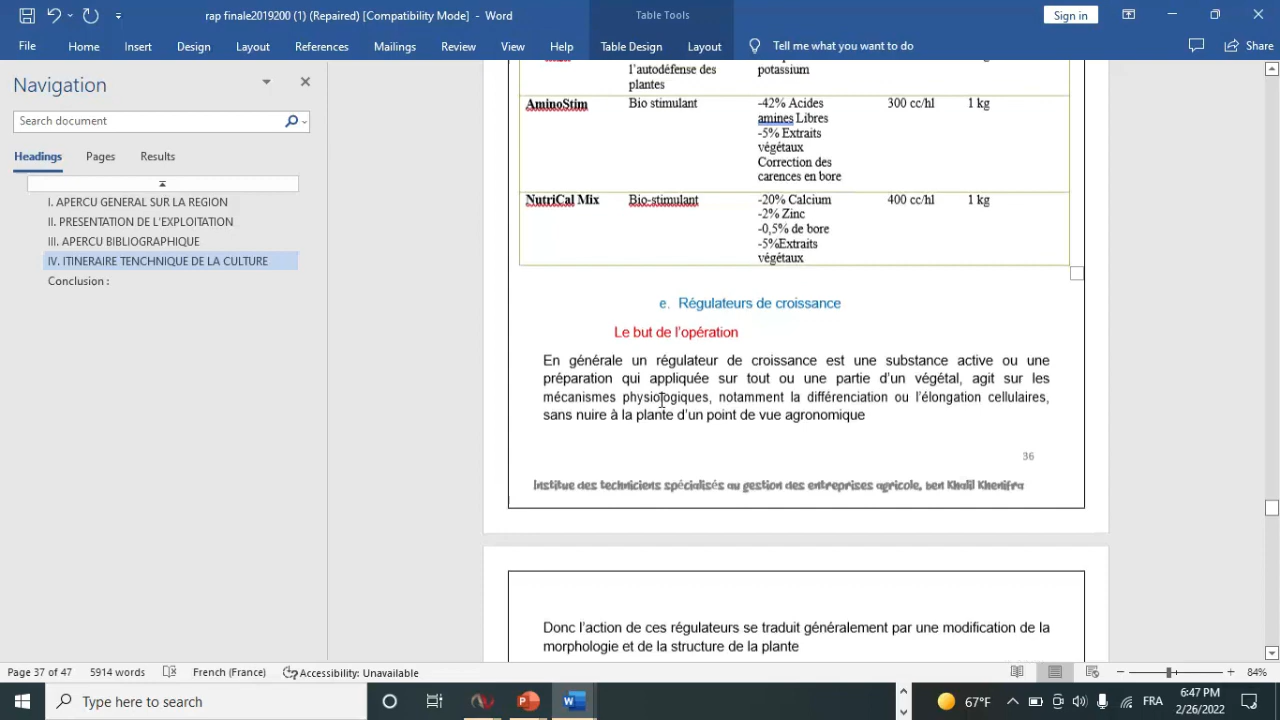 rap finale2019200 (1) (Repaired) [Compatibility Mode] - Word
Table Tools
Sign in
File Home Insert Design Layout References Mailings Review View Help Table Design Layout Tell me what you want to do Share
Navigation
Search document
Headings Pages Results
I. APERCU GENERAL SUR LA REGION
II. PRESENTATION DE L'EXPLOITATION
III. APERCU BIBLIOGRAPHIQUE
IV. ITINERAIRE TENCHNIQUE DE LA CULTURE
Conclusion :
l'autodéfense des
plantes
potassium
AminoStim
Bio stimulant
-42% Acides
amines Libres
-5% Extraits
végétaux
Correction des
carences en bore
300 cc/hl
1 kg
NutriCal Mix
Bio-stimulant
-20% Calcium
-2% Zinc
-0,5% de bore
-5%Extraits
végétaux
400 cc/hl
1 kg
e. Régulateurs de croissance
Le but de l'opération
En générale un régulateur de croissance est une substance active ou une
préparation qui appliquée sur tout ou une partie d'un végétal, agit sur les
mécanismes physiologiques, notamment la différenciation ou l'élongation cellulaires,
sans nuire à la plante d'un point de vue agronomique
36
Institue des techniciens spécialisés au gestion des entreprises agricole, ben Khalil Khenifra
Donc l'action de ces régulateurs se traduit généralement par une modification de la
morphologie et de la structure de la plante
Page 37 of 47 5914 words French (France) Accessibility: Unavailable 84%
Type here to search
67°F
FRA
6:47 PM
2/26/2022